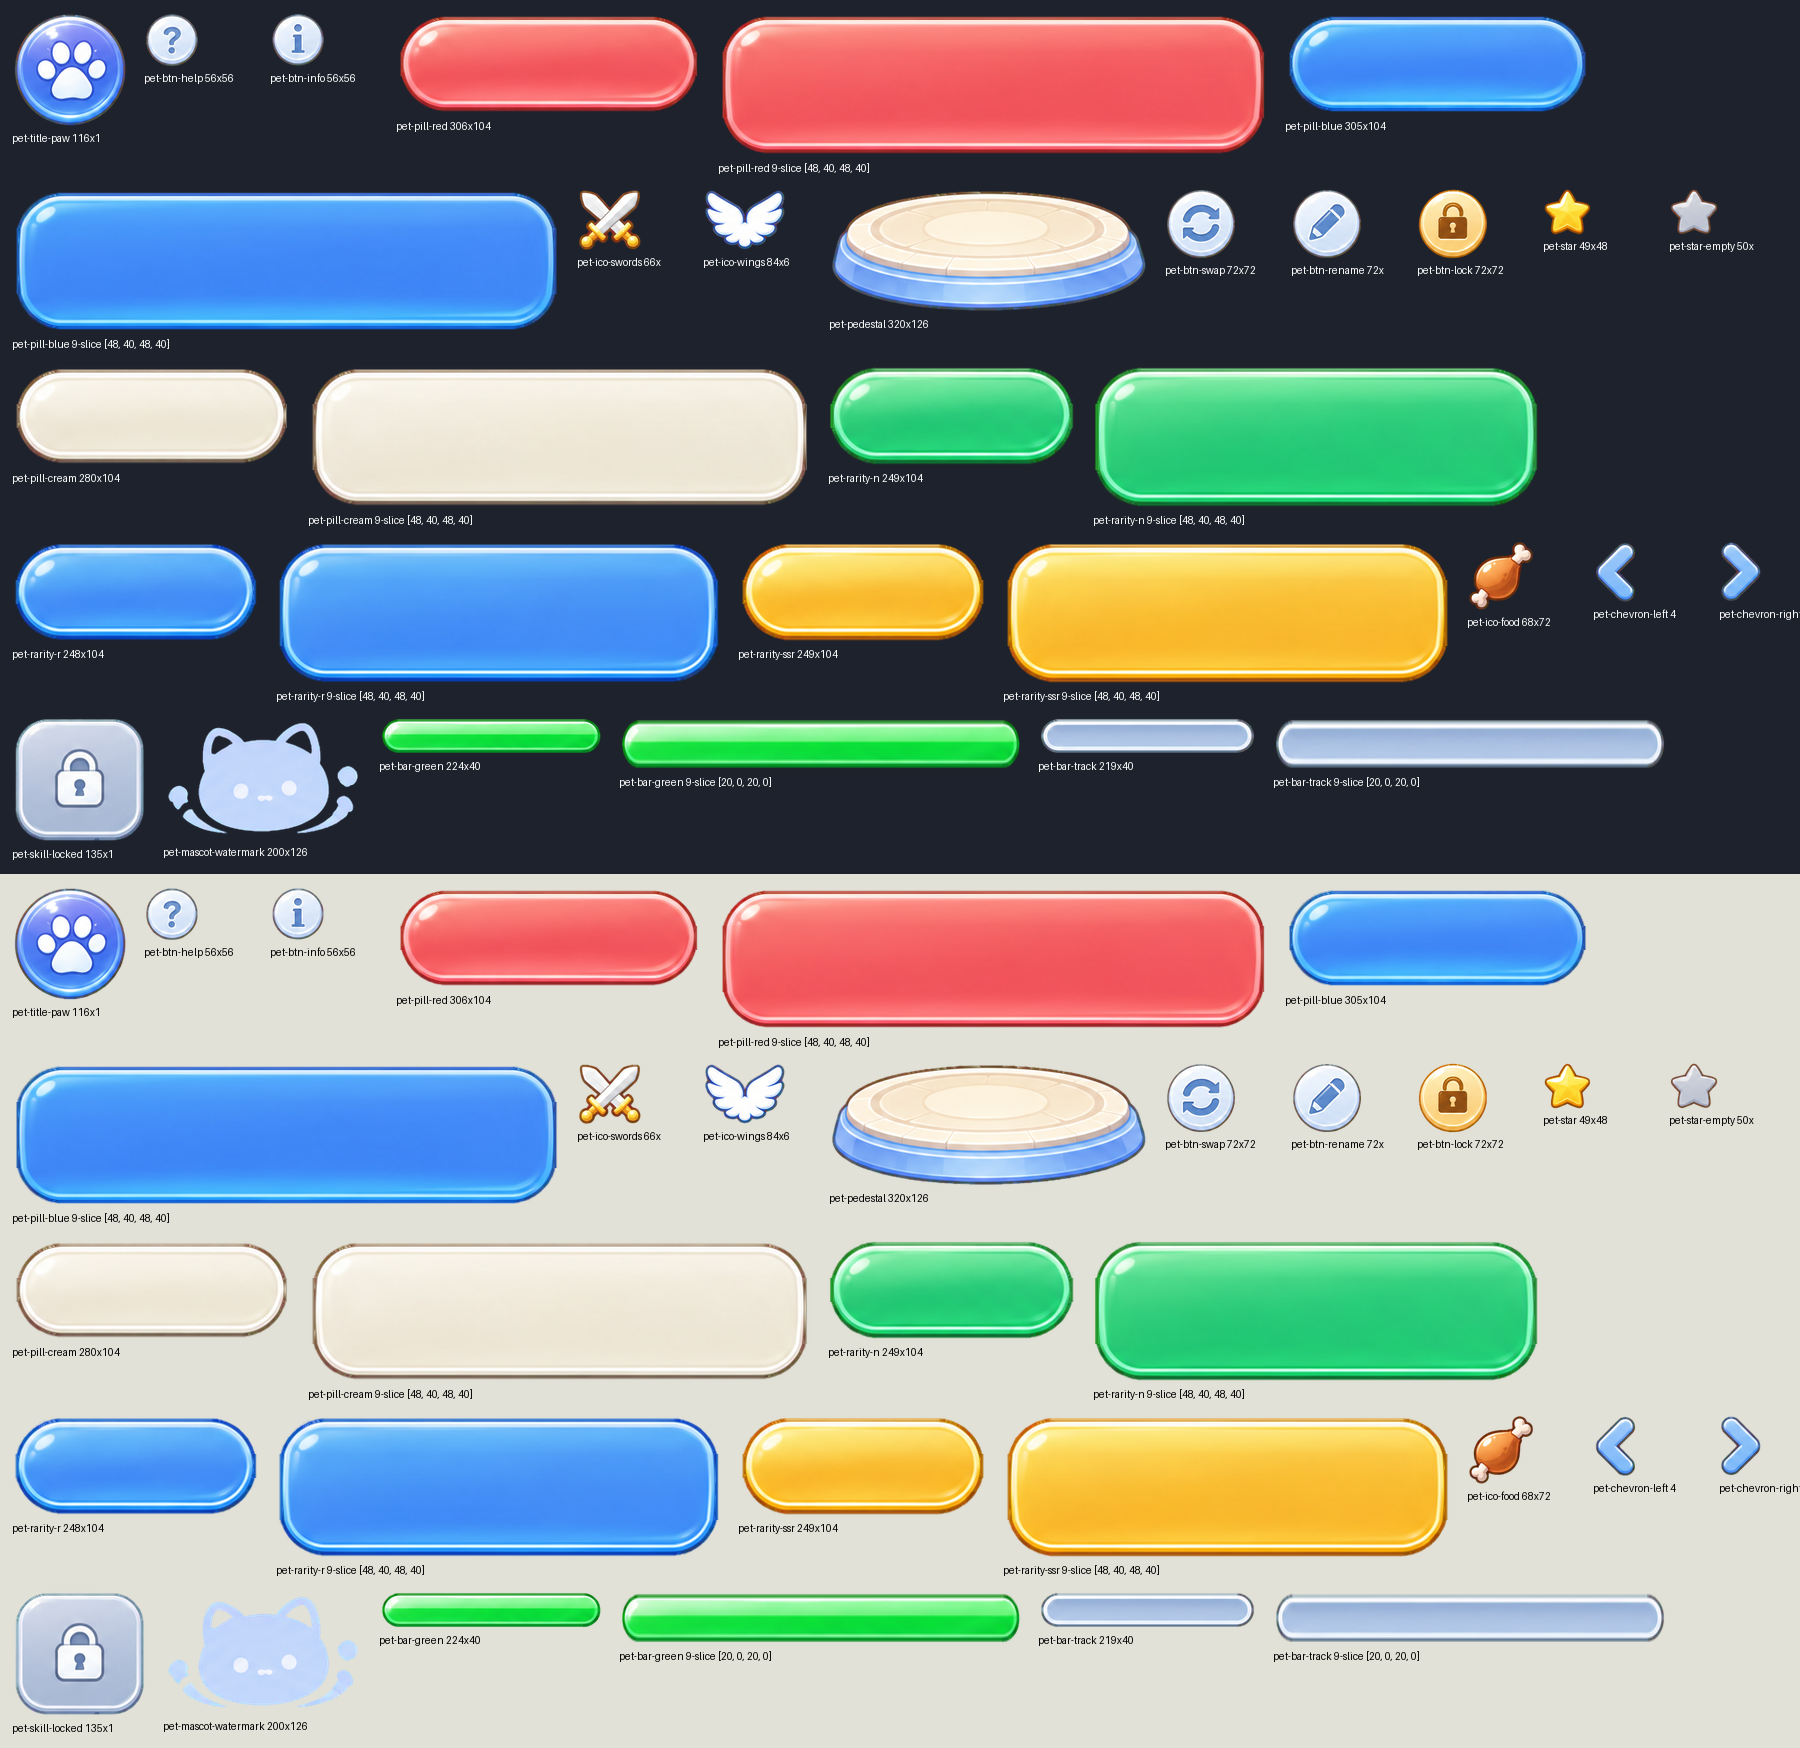 ?
i
pet-btn-help 56x56
pet-btn-info 56x56
pet-title-paw 116x1
pet-pill-red 306x104
pet-pill-blue 305x104
pet-pill-red 9-slice [48, 40, 48, 40]
pet-ico-swords 66x
pet-ico-wings 84x6
pet-btn-swap 72x72
pet-btn-rename 72x
pet-btn-lock 72x72
pet-star 49x48
pet-star-empty 50x
pet-pedestal 320x126
pet-pill-blue 9-slice [48, 40, 48, 40]
pet-pill-cream 280x104
pet-rarity-n 249x104
pet-pill-cream 9-slice [48, 40, 48, 40]
pet-rarity-n 9-slice [48, 40, 48, 40]
pet-ico-food 68x72
pet-chevron-left 4
pet-chevron-righ
pet-rarity-r 248x104
pet-rarity-ssr 249x104
pet-rarity-r 9-slice [48, 40, 48, 40]
pet-rarity-ssr 9-slice [48, 40, 48, 40]
pet-bar-green 224x40
pet-bar-track 219x40
pet-bar-green 9-slice [20, 0, 20, 0]
pet-bar-track 9-slice [20, 0, 20, 0]
pet-skill-locked 135x1
pet-mascot-watermark 200x126
?
i
pet-btn-help 56x56
pet-btn-info 56x56
pet-title-paw 116x1
pet-pill-red 306x104
pet-pill-blue 305x104
pet-pill-red 9-slice [48, 40, 48, 40]
pet-ico-swords 66x
pet-ico-wings 84x6
pet-btn-swap 72x72
pet-btn-rename 72x
pet-btn-lock 72x72
pet-star 49x48
pet-star-empty 50x
pet-pedestal 320x126
pet-pill-blue 9-slice [48, 40, 48, 40]
pet-pill-cream 280x104
pet-rarity-n 249x104
pet-pill-cream 9-slice [48, 40, 48, 40]
pet-rarity-n 9-slice [48, 40, 48, 40]
pet-ico-food 68x72
pet-chevron-left 4
pet-chevron-righ
pet-rarity-r 248x104
pet-rarity-ssr 249x104
pet-rarity-r 9-slice [48, 40, 48, 40]
pet-rarity-ssr 9-slice [48, 40, 48, 40]
pet-bar-green 224x40
pet-bar-track 219x40
pet-bar-green 9-slice [20, 0, 20, 0]
pet-bar-track 9-slice [20, 0, 20, 0]
pet-skill-locked 135x1
pet-mascot-watermark 200x126